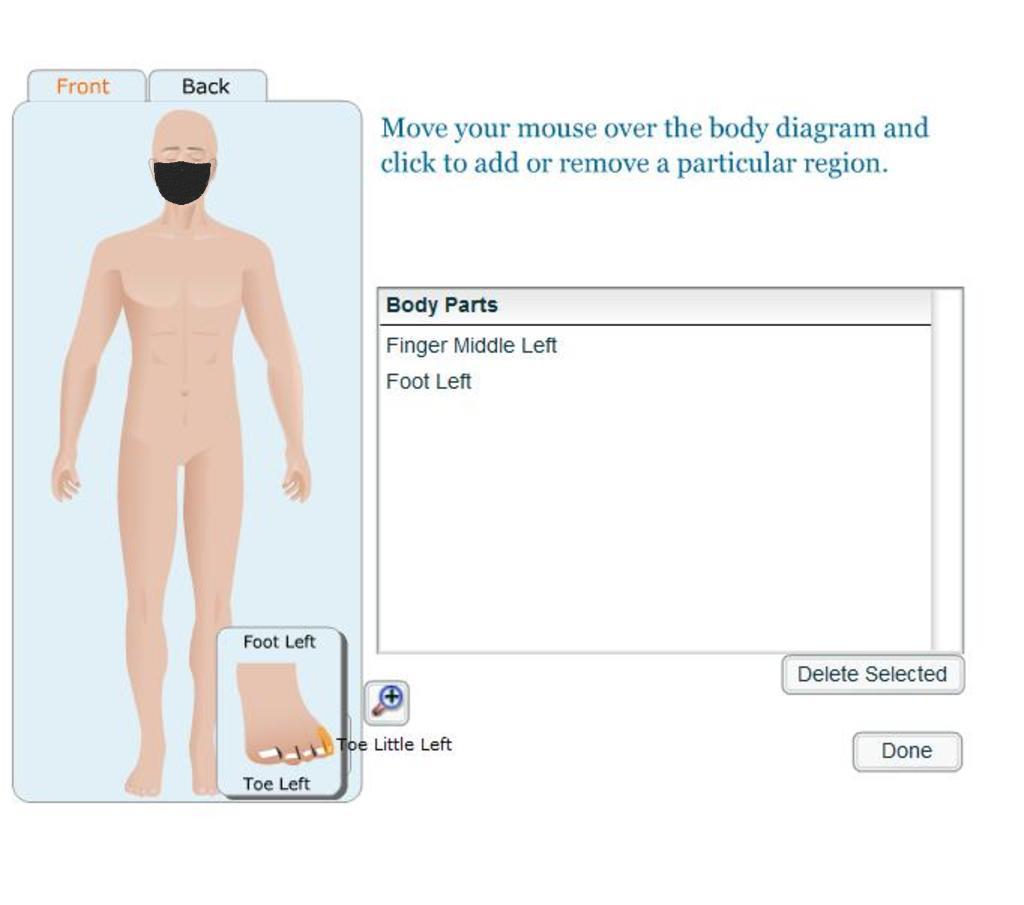 Front
Back
Move your mouse over the body diagram and
click to add or remove a particular region.
Body Parts
Finger Middle Left
Foot Left
Foot Left
Toe Little Left
Toe Left
Delete Selected
Done